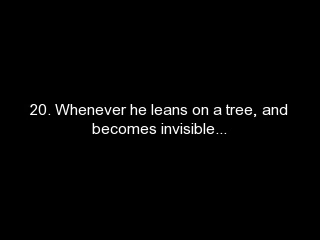 20. Whenever he leans on a tree, and
becomes invisible...